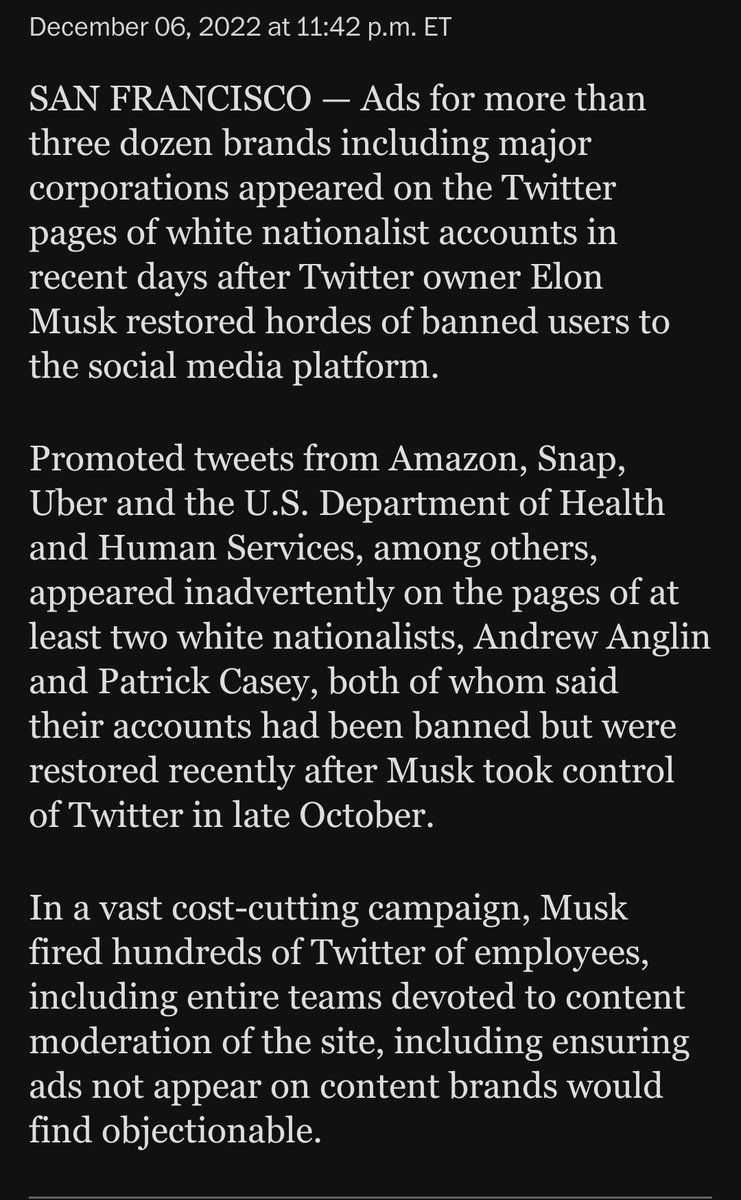 December 06, 2022 at 11:42 p.m. ET
SAN FRANCISCO — Ads for more than
three dozen brands including major
corporations appeared on the Twitter
pages of white nationalist accounts in
recent days after Twitter owner Elon
Musk restored hordes of banned users to
the social media platform.
Promoted tweets from Amazon, Snap,
Uber and the U.S. Department of Health
and Human Services, among others,
appeared inadvertently on the pages of at
least two white nationalists, Andrew Anglin
and Patrick Casey, both of whom said
their accounts had been banned but were
restored recently after Musk took control
of Twitter in late October.
In a vast cost-cutting campaign, Musk
fired hundreds of Twitter of employees,
including entire teams devoted to content
moderation of the site, including ensuring
ads not appear on content brands would
find objectionable.